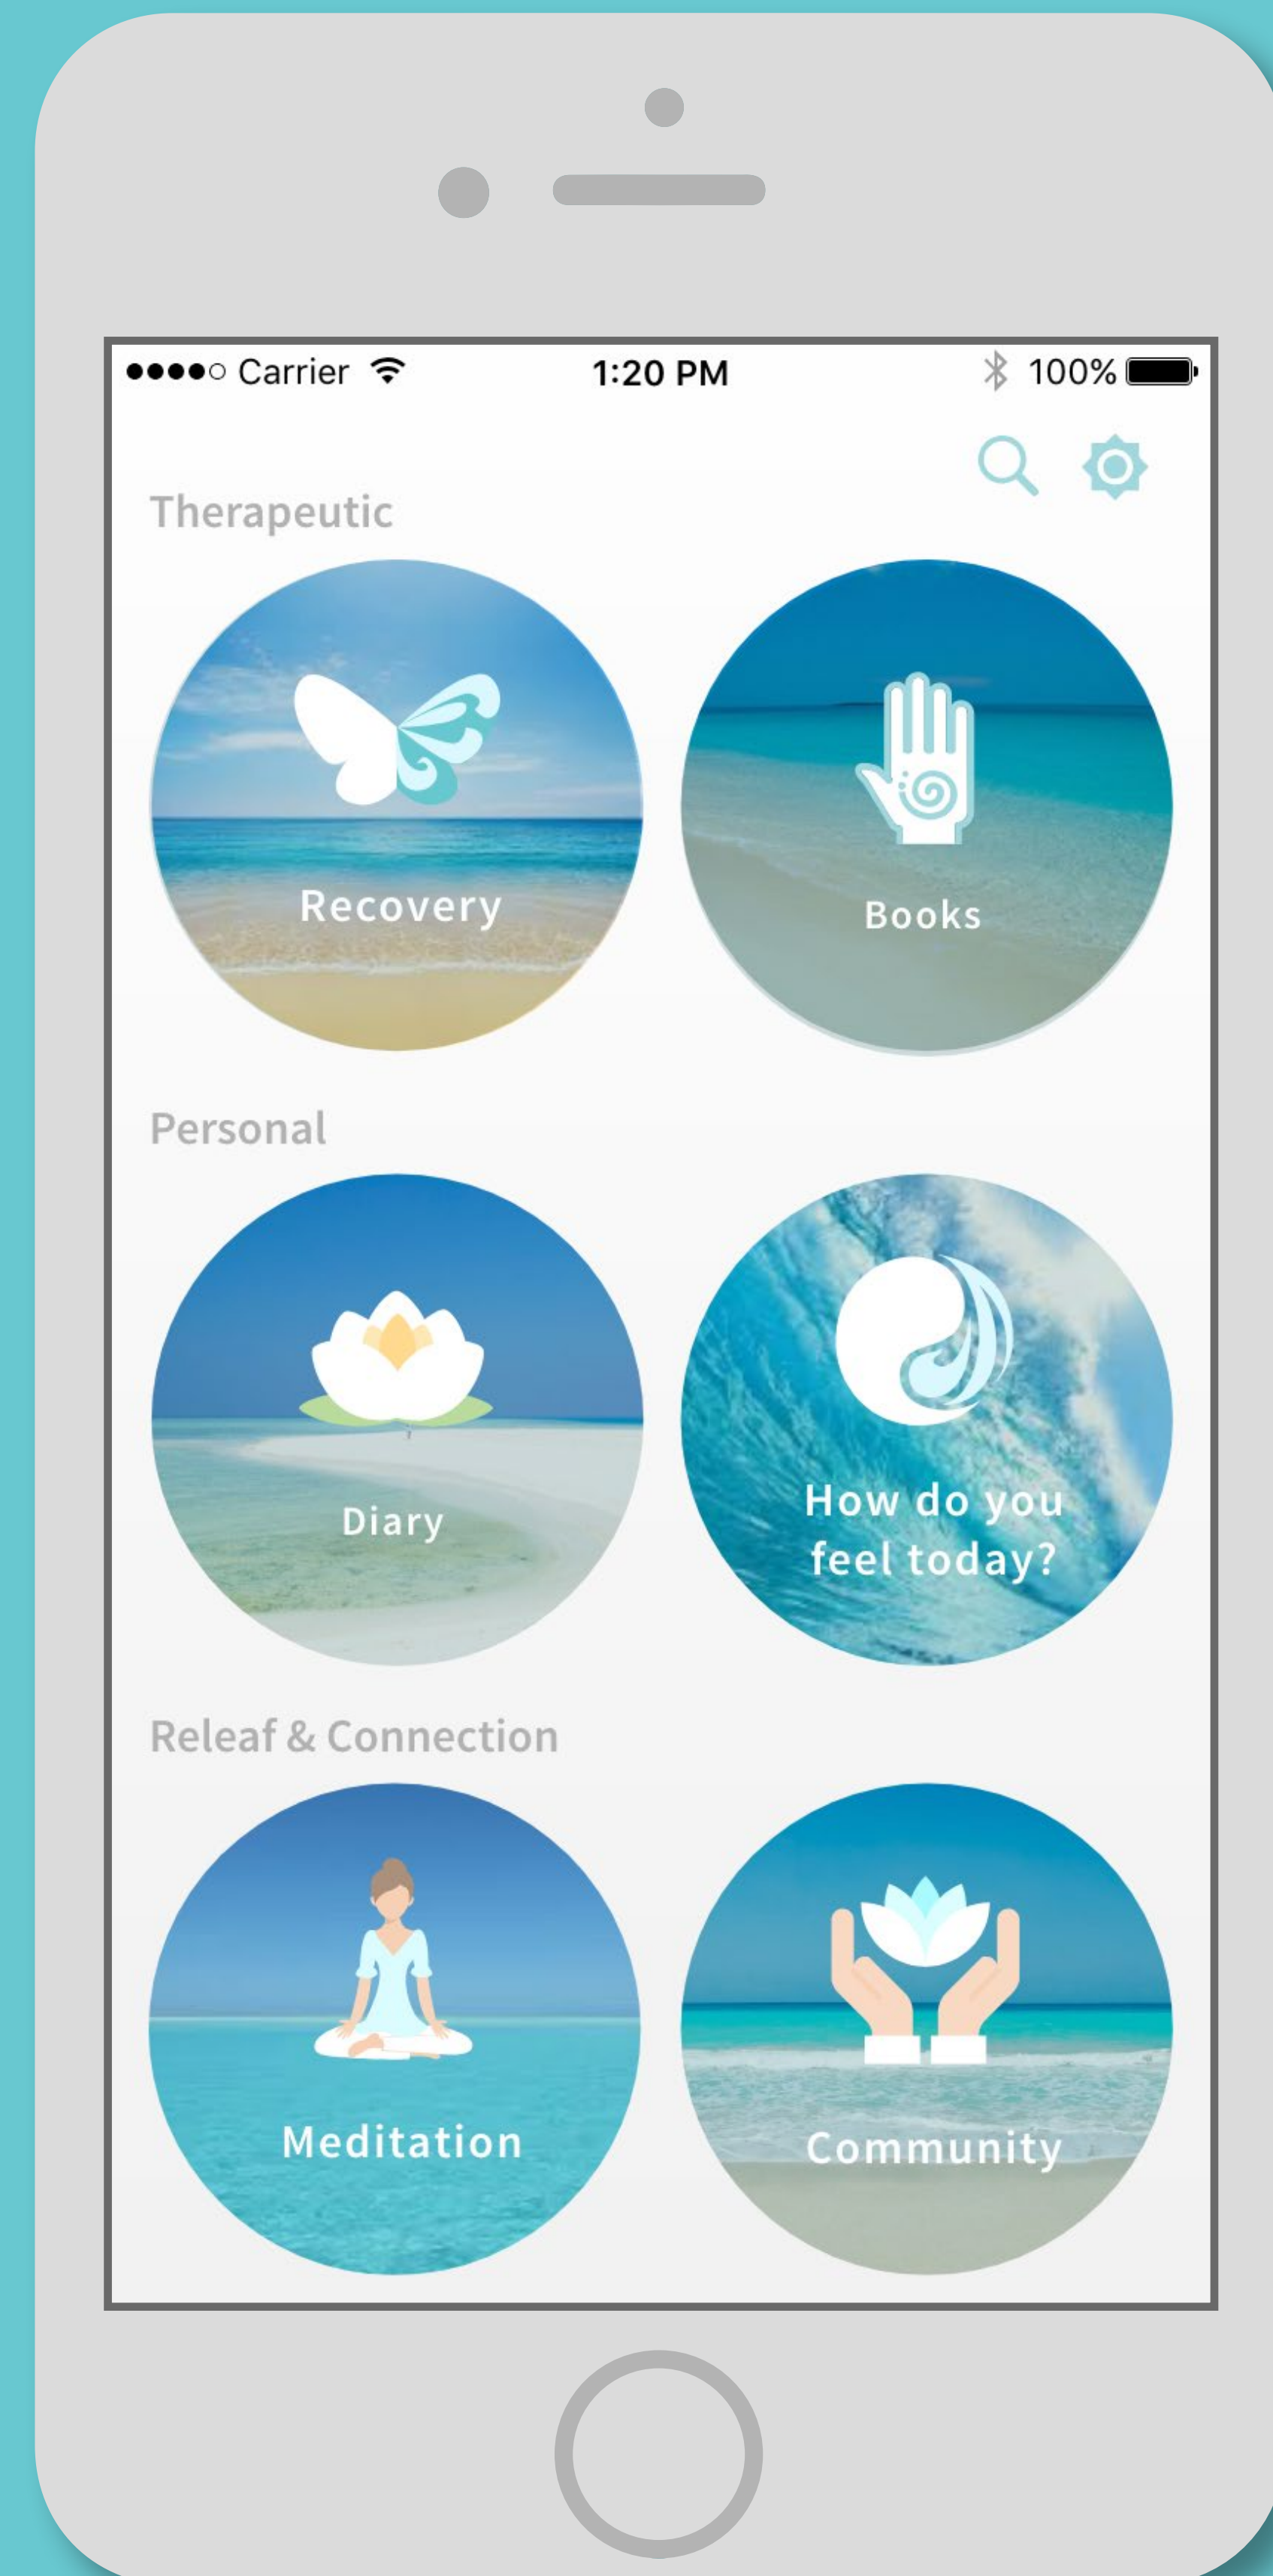 Carrier 1:20 PM 100%
Therapeutic
Recovery
Books
Personal
Diary
How do you
feel today?
Releaf & Connection
Meditation
Community